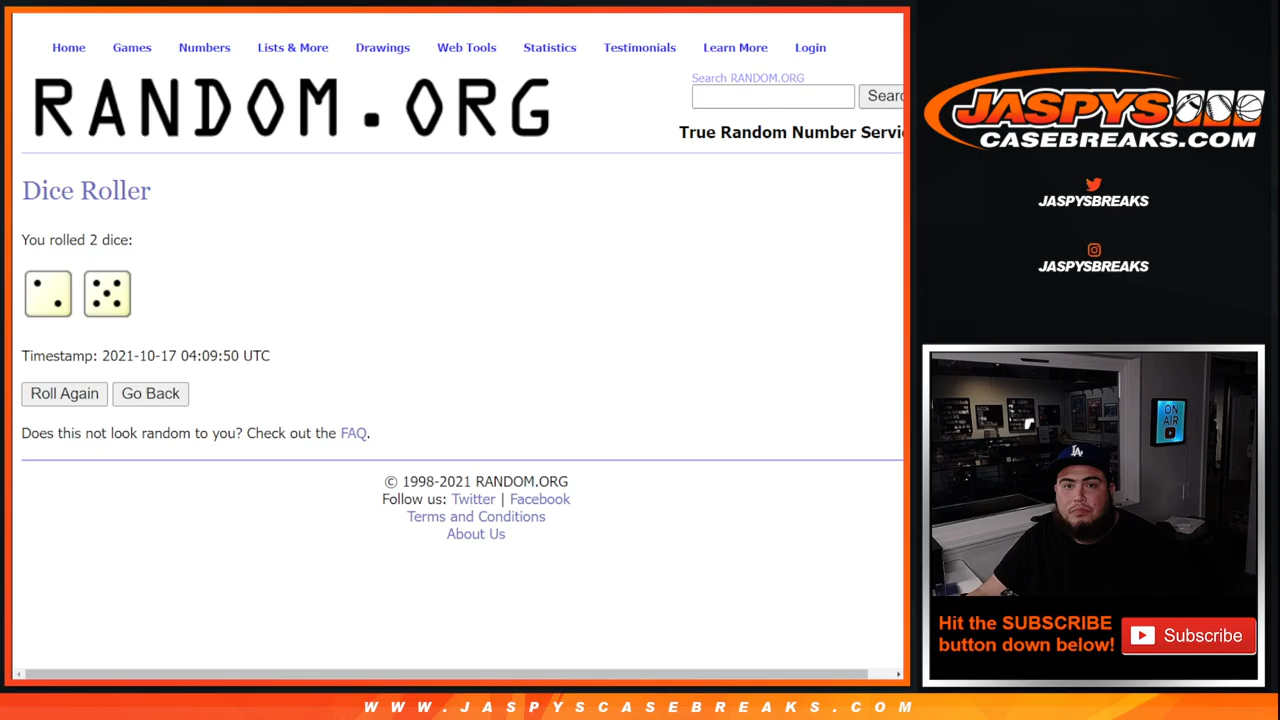 Home Games Numbers Lists & More Drawings Web Tools Statistics Testimonials Learn More Login
RANDOM.ORG
Search RANDOM.ORG
Searc
True Random Number Servi
Dice Roller
You rolled 2 dice:
Timestamp: 2021-10-17 04:09:50 UTC
Roll Again Go Back
Does this not look random to you? Check out the FAQ.
© 1998-2021 RANDOM.ORG
Follow us: Twitter | Facebook
Terms and Conditions
About Us
JASPYS
CASEBREAKS.COM
JASPYSBREAKS
JASPYSBREAKS
ON
AIR
LA
Hit the SUBSCRIBE
button down below!
Subscribe
WWW.JASPYSCASEBREAKS.COM